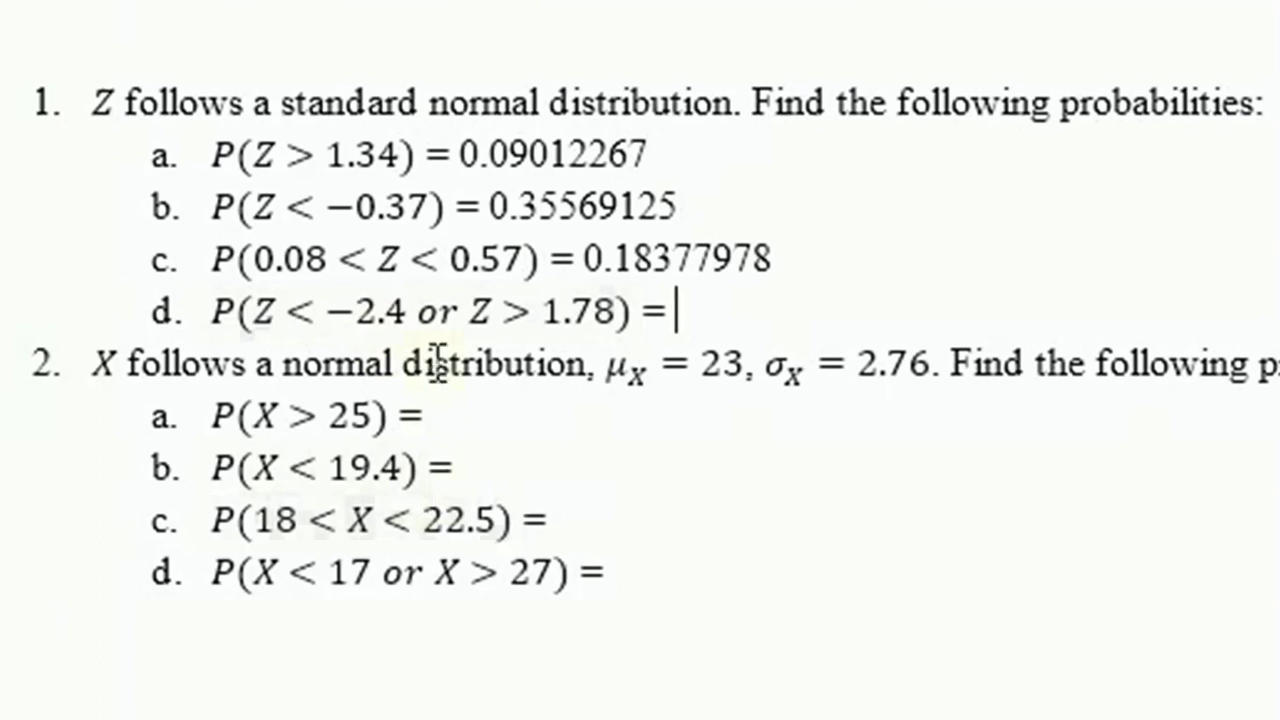 1. Z follows a standard normal distribution. Find the following probabilities:
a. P(Z > 1.34) = 0.09012267
b. P(Z < −0.37) = 0.35569125
c. P(0.08 < Z < 0.57) = 0.18377978
d. P(Z < −2.4 or Z > 1.78) =
2. X follows a normal distribution, μX = 23, σX = 2.76. Find the following p
a. P(X > 25) =
b. P(X < 19.4) =
c. P(18 < X < 22.5) =
d. P(X < 17 or X > 27) =